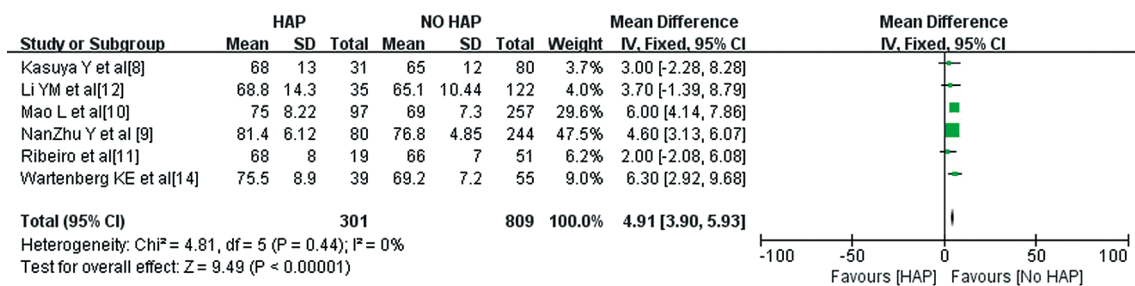 HAP NO HAP Mean Difference Mean Difference
Study or Subgroup Mean SD Total Mean SD Total Weight IV, Fixed, 95% CI IV, Fixed, 95% CI
Kasuya Y et al[8] 68 13 31 65 12 80 3.7% 3.00 [-2.28, 8.28]
Li YM et al[12] 68.8 14.3 35 65.1 10.44 122 4.0% 3.70 [-1.39, 8.79]
Mao L et al[10] 75 8.22 97 69 7.3 257 29.6% 6.00 [4.14, 7.86]
NanZhu Y et al [9] 81.4 6.12 80 76.8 4.85 244 47.5% 4.60 [3.13, 6.07]
Ribeiro et al[11] 68 8 19 66 7 51 6.2% 2.00 [-2.08, 6.08]
Wartenberg KE et al[14] 75.5 8.9 39 69.2 7.2 55 9.0% 6.30 [2.92, 9.68]
Total (95% CI) 301 809 100.0% 4.91 [3.90, 5.93]
Heterogeneity: Chi² = 4.81, df = 5 (P = 0.44); I² = 0%
Test for overall effect: Z = 9.49 (P < 0.00001)
-100 -50 0 50 100
Favours [HAP] Favours [No HAP]